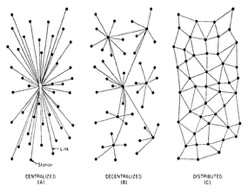 Link
Station
CENTRALIZED
(A)
DECENTRALIZED
(B)
DISTRIBUTED
(C)